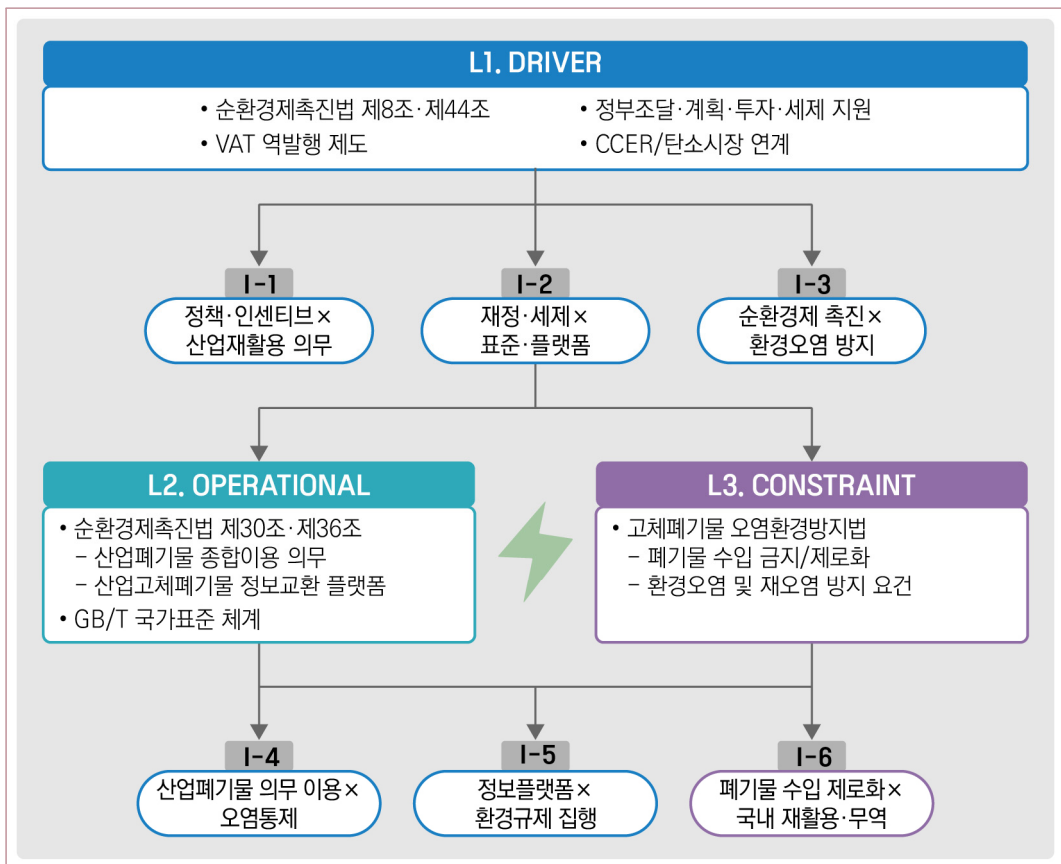 L1. DRIVER
• 순환경제촉진법 제8조·제44조
• 정부조달·계획·투자·세제 지원
• VAT 역발행 제도
• CCER/탄소시장 연계
I-1
정책·인센티브×
산업재활용 의무
I-2
재정·세제×
표준·플랫폼
I-3
순환경제 촉진×
환경오염 방지
L2. OPERATIONAL
• 순환경제촉진법 제30조·제36조
– 산업폐기물 종합이용 의무
– 산업고체폐기물 정보교환 플랫폼
• GB/T 국가표준 체계
L3. CONSTRAINT
• 고체폐기물 오염환경방지법
– 폐기물 수입 금지/제로화
– 환경오염 및 재오염 방지 요건
I-4
산업폐기물 의무 이용×
오염통제
I-5
정보플랫폼×
환경규제 집행
I-6
폐기물 수입 제로화×
국내 재활용·무역